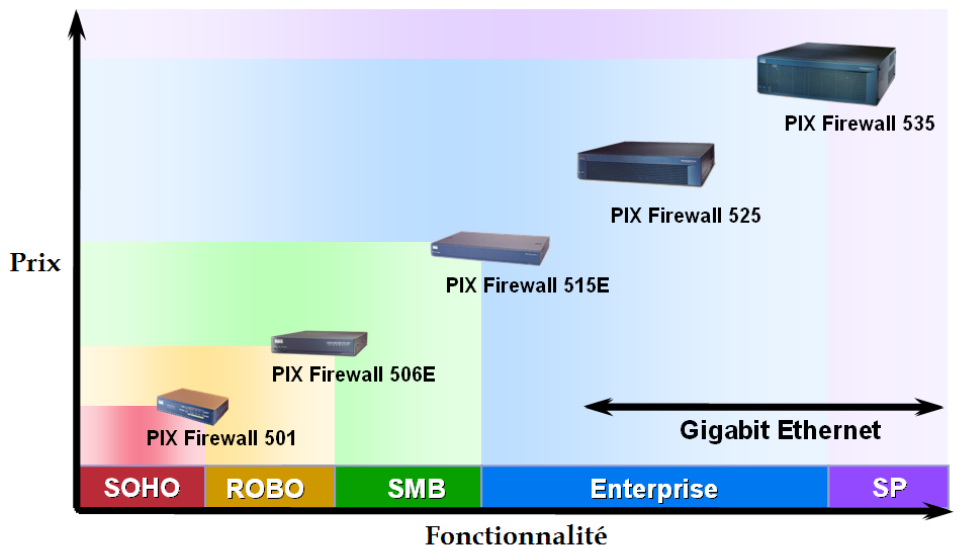 PIX Firewall 535
PIX Firewall 525
Prix
PIX Firewall 515E
PIX Firewall 506E
PIX Firewall 501
Gigabit Ethernet
SOHO
ROBO
SMB
Enterprise
SP
Fonctionnalité